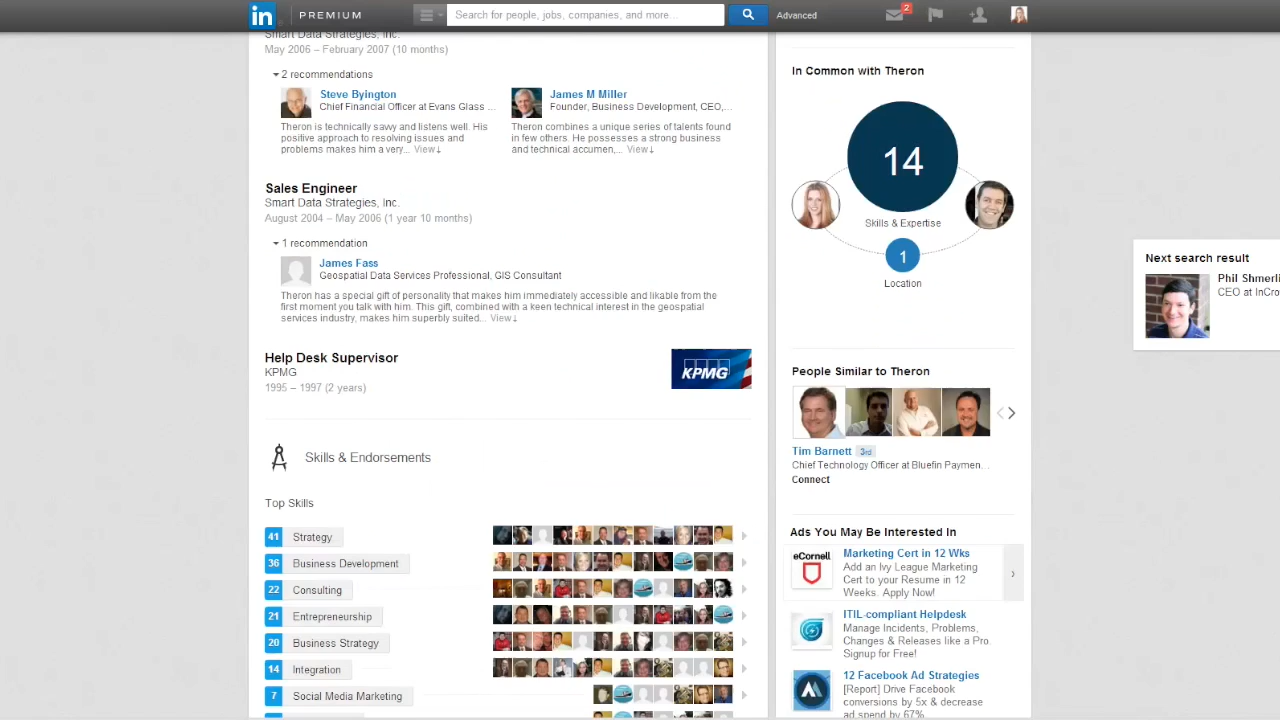 in PREMIUM
Search for people, jobs, companies, and more...
Advanced
2
Smart Data Strategies, Inc.
May 2006 – February 2007 (10 months)
2 recommendations
Steve Byington
Chief Financial Officer at Evans Glass ...
Theron is technically savvy and listens well. His
positive approach to resolving issues and
problems makes him a very... View↓
James M Miller
Founder, Business Development, CEO,...
Theron combines a unique series of talents found
in few others. He possesses a strong business
and technical accumen,... View↓
Sales Engineer
Smart Data Strategies, Inc.
August 2004 – May 2006 (1 year 10 months)
1 recommendation
James Fass
Geospatial Data Services Professional, GIS Consultant
Theron has a special gift of personality that makes him immediately accessible and likable from the
first moment you talk with him. This gift, combined with a keen technical interest in the geospatial
services industry, makes him superbly suited... View↓
Help Desk Supervisor
KPMG
1995 – 1997 (2 years)
KPMG
Skills & Endorsements
Top Skills
41 Strategy
36 Business Development
22 Consulting
21 Entrepreneurship
20 Business Strategy
14 Integration
7 Social Media Marketing
In Common with Theron
14
Skills & Expertise
1
Location
People Similar to Theron
Tim Barnett 3rd
Chief Technology Officer at Bluefin Paymen...
Connect
Ads You May Be Interested In
eCornell
Marketing Cert in 12 Wks
Add an Ivy League Marketing
Cert to your Resume in 12
Weeks. Apply Now!
ITIL-compliant Helpdesk
Manage Incidents, Problems,
Changes & Releases like a Pro.
Signup for Free!
12 Facebook Ad Strategies
[Report] Drive Facebook
conversions by 5x & decrease
ad spend by 67%.
Next search result
Phil Shmerli
CEO at InCro